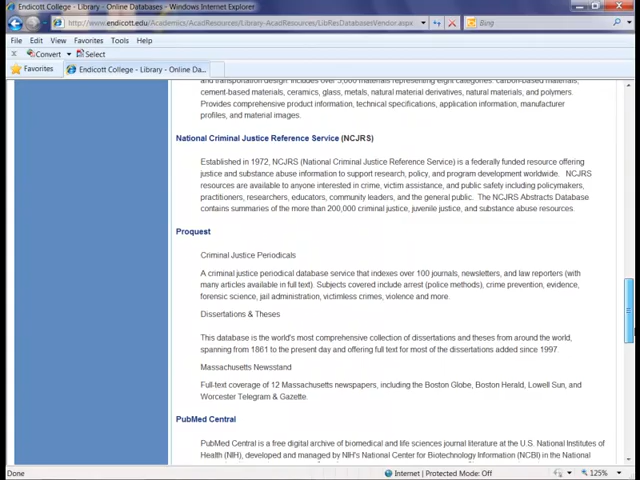 Endicott College - Library - Online Databases - Windows Internet Explorer
http://www.endicott.edu/Academics/AcadResources/Library-AcadResources/LibResDatabasesVendor.aspx
Bing
File Edit View Favorites Tools Help
Convert Select
Favorites Endicott College - Library - Online Da...
cement-based materials, ceramics, glass, metals, natural material derivatives, natural materials, and polymers.
Provides comprehensive product information, technical specifications, application information, manufacturer
profiles, and material images.
National Criminal Justice Reference Service (NCJRS)
Established in 1972, NCJRS (National Criminal Justice Reference Service) is a federally funded resource offering
justice and substance abuse information to support research, policy, and program development worldwide. NCJRS
resources are available to anyone interested in crime, victim assistance, and public safety including policymakers,
practitioners, researchers, educators, community leaders, and the general public. The NCJRS Abstracts Database
contains summaries of the more than 200,000 criminal justice, juvenile justice, and substance abuse resources.
Proquest
Criminal Justice Periodicals
A criminal justice periodical database service that indexes over 100 journals, newsletters, and law reporters (with
many articles available in full text). Subjects covered include arrest (police methods), crime prevention, evidence,
forensic science, jail administration, victimless crimes, violence and more.
Dissertations & Theses
This database is the world's most comprehensive collection of dissertations and theses from around the world,
spanning from 1861 to the present day and offering full text for most of the dissertations added since 1997.
Massachusetts Newsstand
Full-text coverage of 12 Massachusetts newspapers, including the Boston Globe, Boston Herald, Lowell Sun, and
Worcester Telegram & Gazette.
PubMed Central
PubMed Central is a free digital archive of biomedical and life sciences journal literature at the U.S. National Institutes of
Health (NIH), developed and managed by NIH's National Center for Biotechnology Information (NCBI) in the National
Done Internet | Protected Mode: Off 125%